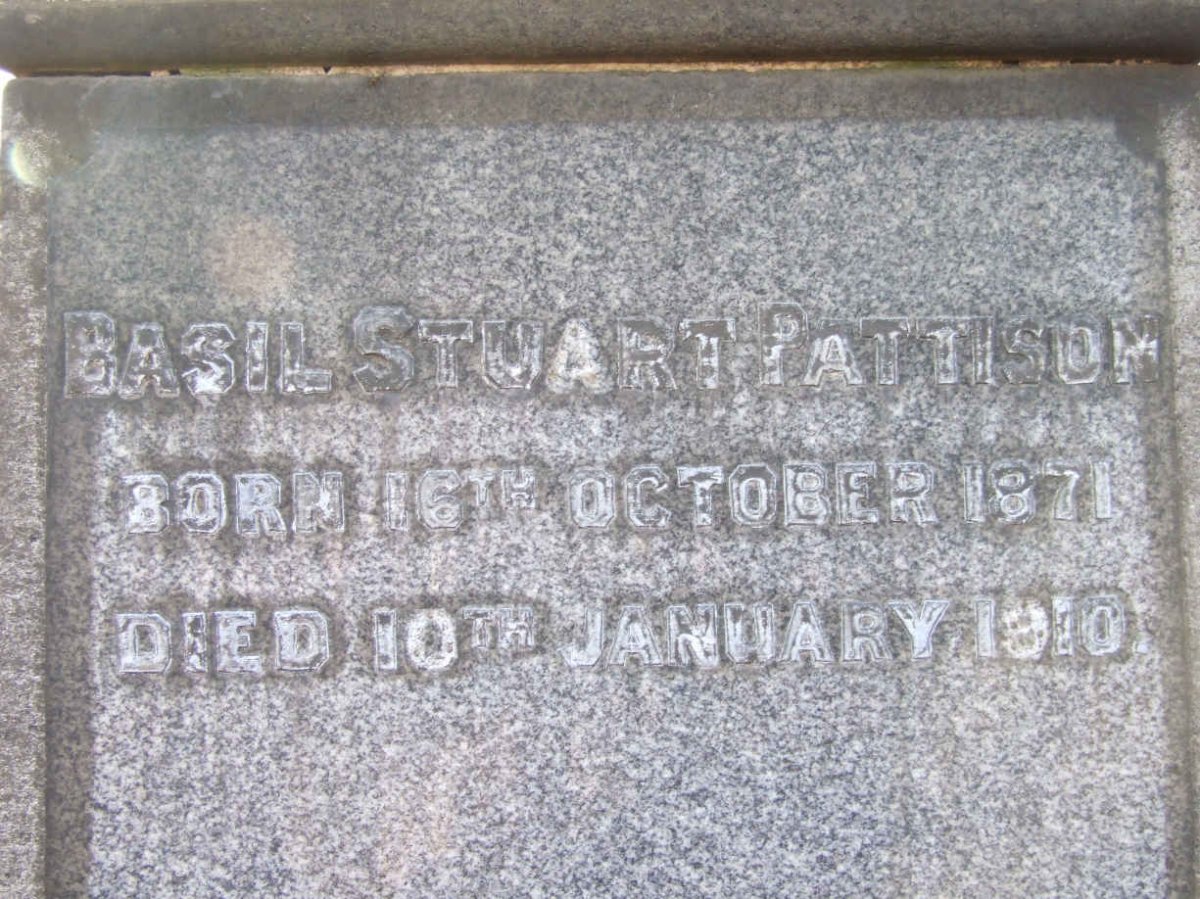 BASIL STUART PATTISON
BORN 16TH OCTOBER 1871
DIED 10TH JANUARY 1910.